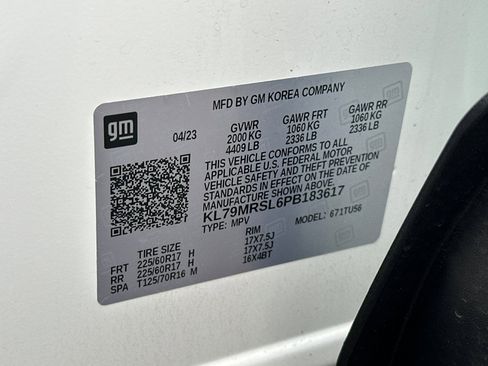 MFD BY GM KOREA COMPANY
gm
04/23
GVWR GAWR FRT GAWR RR
2000 KG 1060 KG 1060 KG
4409 LB 2336 LB 2336 LB
THIS VEHICLE CONFORMS TO ALL
APPLICABLE U.S. FEDERAL MOTOR
VEHICLE SAFETY AND THEFT PREVENTION
STANDARDS IN EFFECT ON THE DATE OF
MANUFACTURE SHOWN ABOVE.
KL79MRSL6PB183617
TYPE: MPV MODEL: 671TU56
TIRE SIZE RIM
FRT 225/60R17 H 17X7.5J
RR 225/60R17 H 17X7.5J
SPA T125/70R16 M 16X4BT